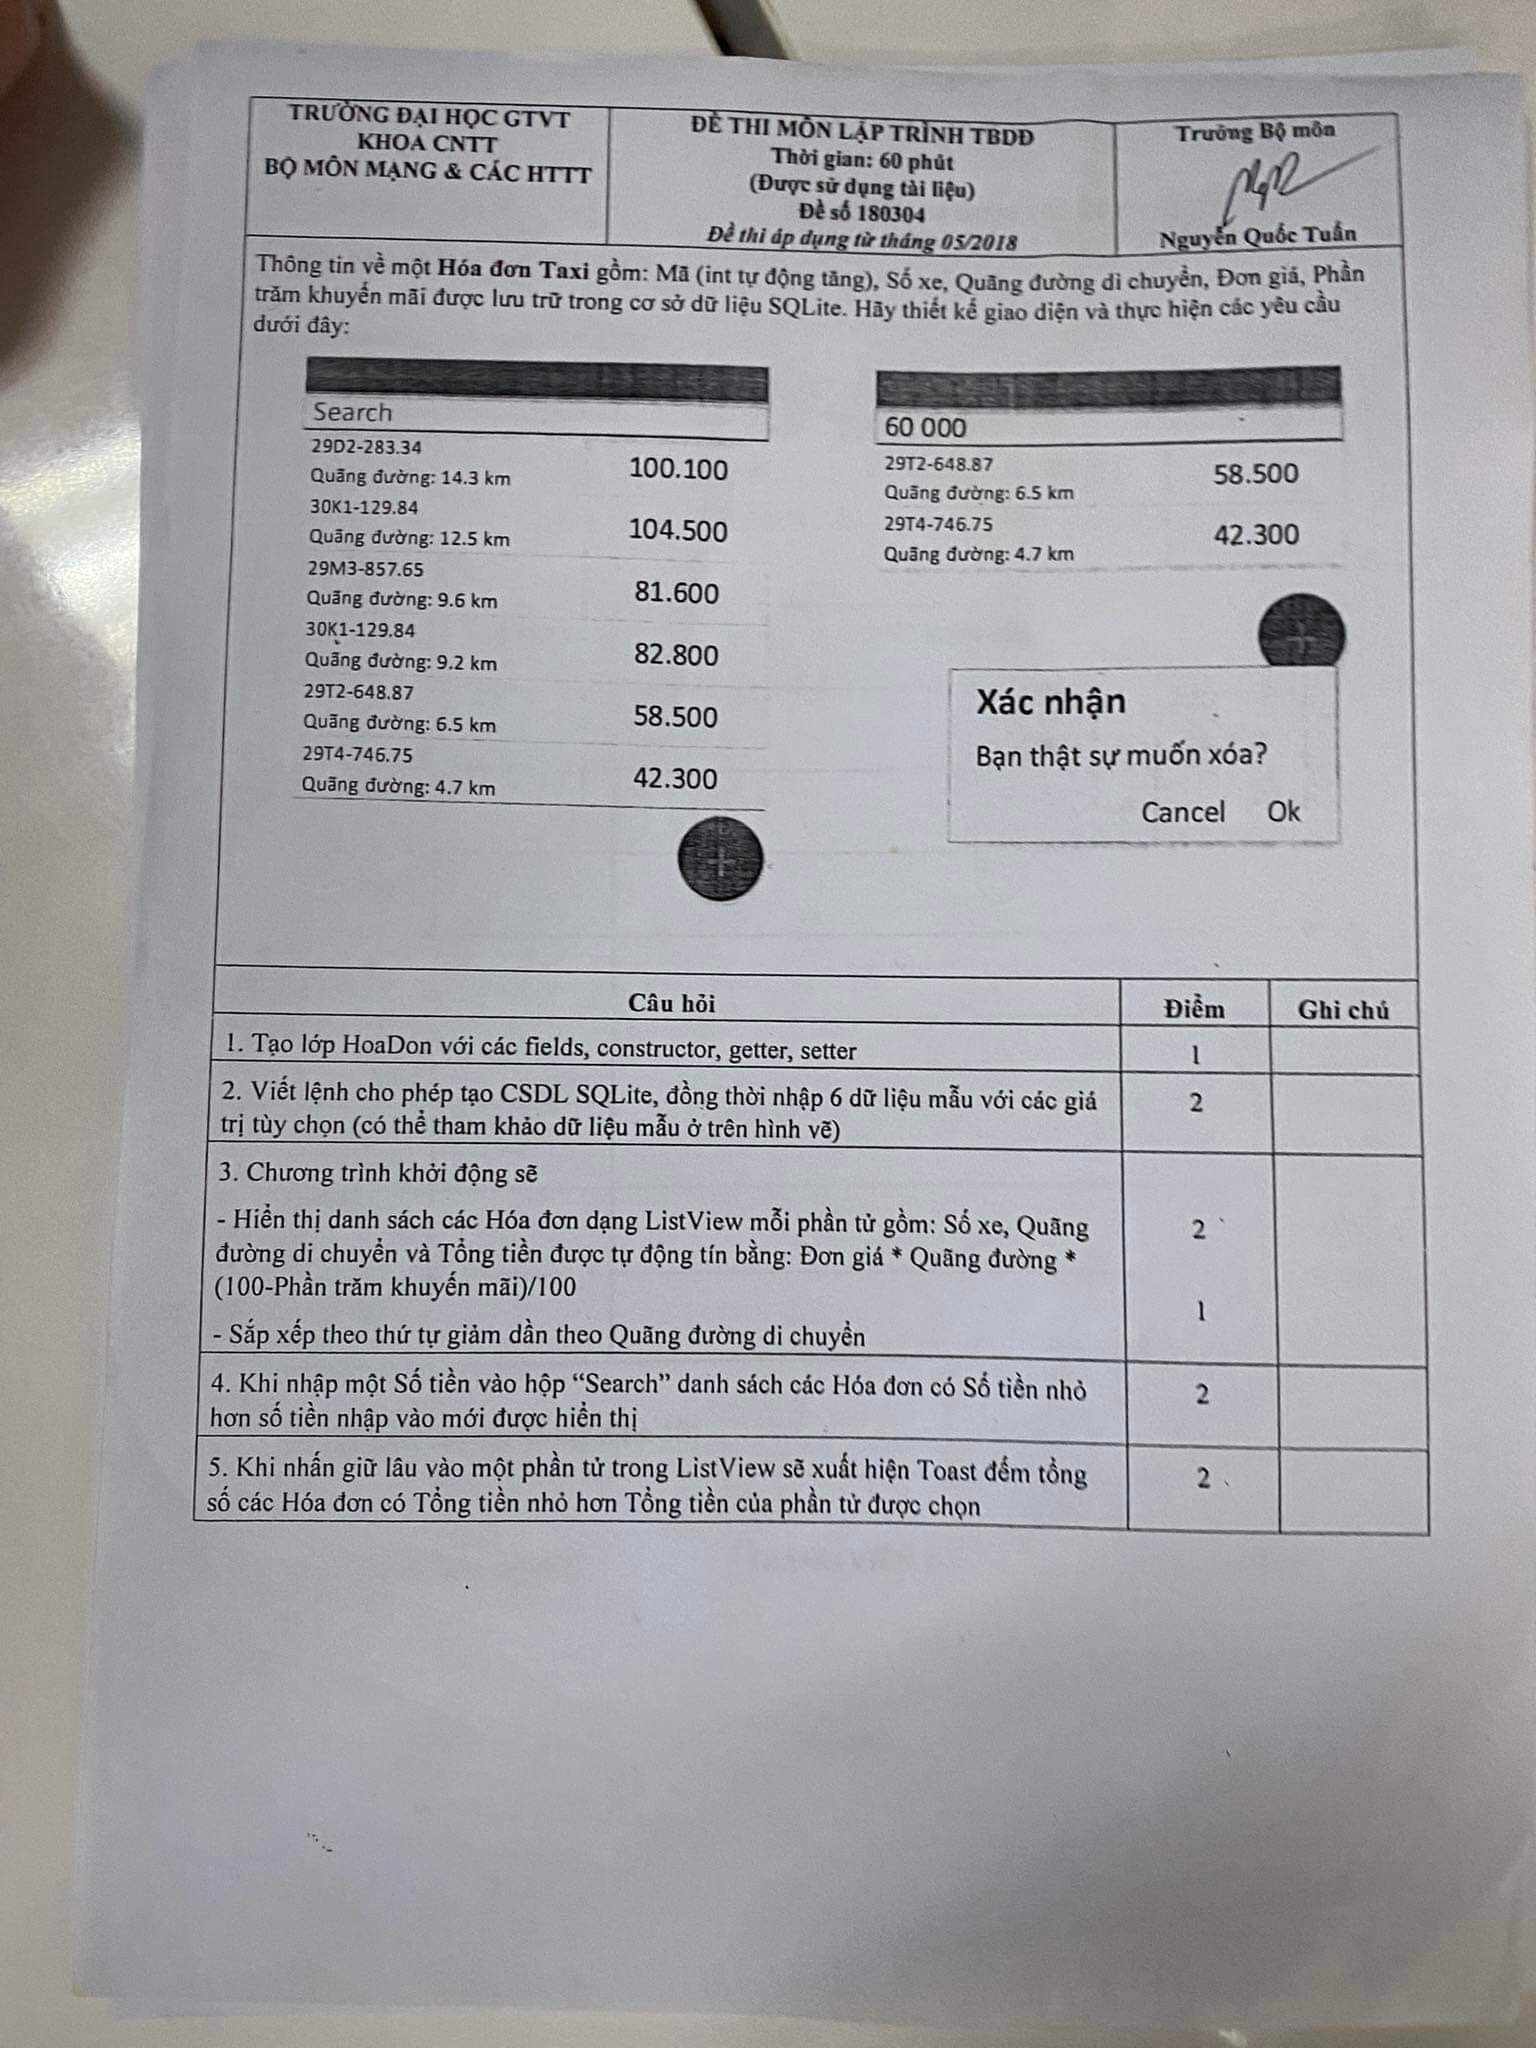 TRƯỜNG ĐẠI HỌC GTVT
KHOA CNTT
BỘ MÔN MẠNG & CÁC HTTT
ĐỀ THI MÔN LẬP TRÌNH TBDĐ
Thời gian: 60 phút
(Được sử dụng tài liệu)
Đề số 180304
Đề thi áp dụng từ tháng 05/2018
Trưởng Bộ môn
Nguyễn Quốc Tuấn
Thông tin về một Hóa đơn Taxi gồm: Mã (int tự động tăng), Số xe, Quãng đường di chuyển, Đơn giá, Phần
trăm khuyến mãi được lưu trữ trong cơ sở dữ liệu SQLite. Hãy thiết kế giao diện và thực hiện các yêu cầu
dưới đây:
Search
29D2-283.34
Quãng đường: 14.3 km
100.100
30K1-129.84
Quãng đường: 12.5 km
104.500
29M3-857.65
Quãng đường: 9.6 km
81.600
30K1-129.84
Quãng đường: 9.2 km
82.800
29T2-648.87
Quãng đường: 6.5 km
58.500
29T4-746.75
Quãng đường: 4.7 km
42.300
+
60 000
29T2-648.87
Quãng đường: 6.5 km
58.500
29T4-746.75
Quãng đường: 4.7 km
42.300
+
Xác nhận
Bạn thật sự muốn xóa?
Cancel Ok
Câu hỏi Điểm Ghi chú
1. Tạo lớp HoaDon với các fields, constructor, getter, setter
1
2. Viết lệnh cho phép tạo CSDL SQLite, đồng thời nhập 6 dữ liệu mẫu với các giá
trị tùy chọn (có thể tham khảo dữ liệu mẫu ở trên hình vẽ)
2
3. Chương trình khởi động sẽ
- Hiển thị danh sách các Hóa đơn dạng ListView mỗi phần tử gồm: Số xe, Quãng
đường di chuyển và Tổng tiền được tự động tín bằng: Đơn giá * Quãng đường *
(100-Phần trăm khuyến mãi)/100
2
- Sắp xếp theo thứ tự giảm dần theo Quãng đường di chuyển
1
4. Khi nhập một Số tiền vào hộp “Search” danh sách các Hóa đơn có Số tiền nhỏ
hơn số tiền nhập vào mới được hiển thị
2
5. Khi nhấn giữ lâu vào một phần tử trong ListView sẽ xuất hiện Toast đếm tổng
số các Hóa đơn có Tổng tiền nhỏ hơn Tổng tiền của phần tử được chọn
2